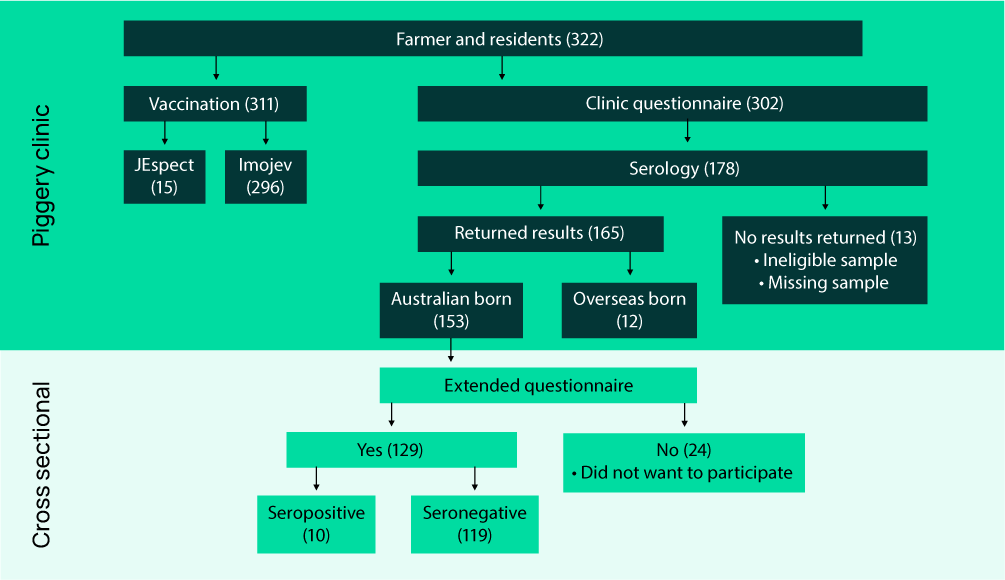 Piggery clinic
Farmer and residents (322)
Vaccination (311)
Clinic questionnaire (302)
JEspect
(15)
Imojev
(296)
Serology (178)
Returned results (165)
No results returned (13)
• Ineligible sample
• Missing sample
Australian born
(153)
Overseas born
(12)
Cross sectional
Extended questionnaire
Yes (129)
No (24)
• Did not want to participate
Seropositive
(10)
Seronegative
(119)